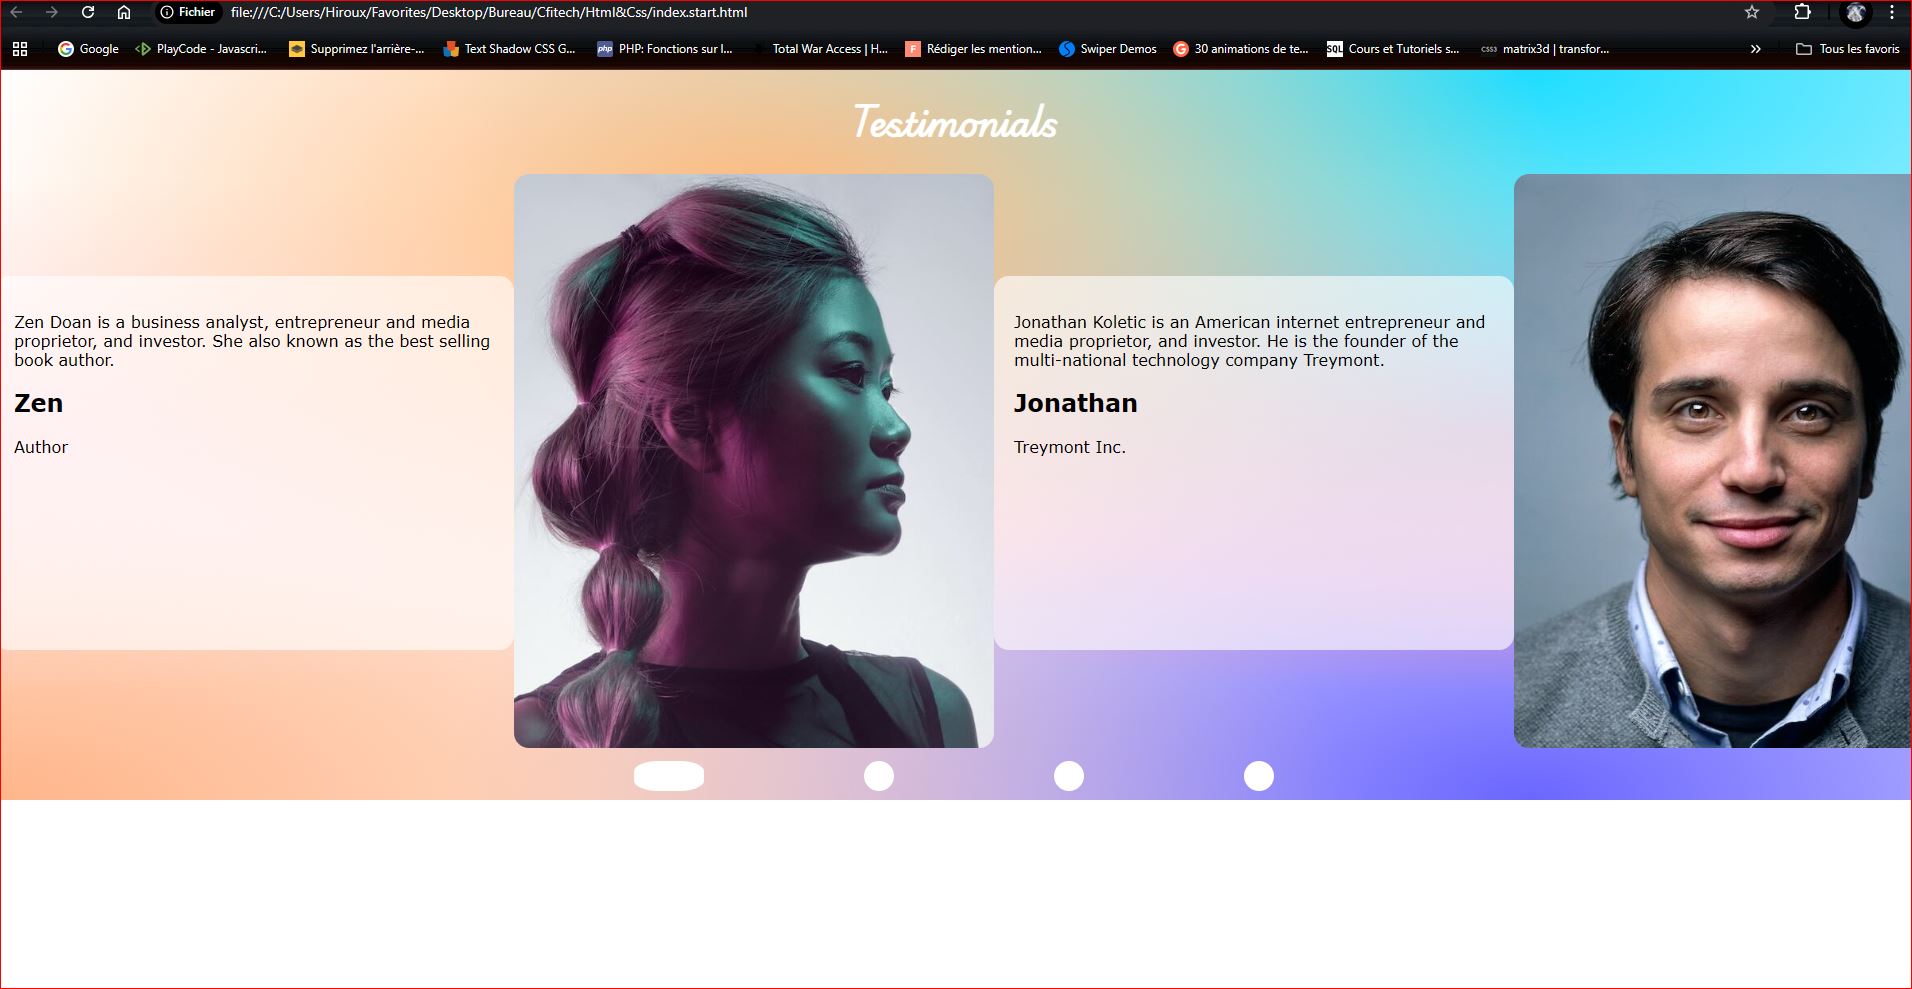 Fichier
file:///C:/Users/Hiroux/Favorites/Desktop/Bureau/Cfitech/Html&Css/index.start.html
Google
PlayCode - Javascri...
Supprimez l'arrière-...
Text Shadow CSS G...
php
PHP: Fonctions sur l...
Total War Access | H...
F
Rédiger les mention...
Swiper Demos
30 animations de te...
SQL
Cours et Tutoriels s...
CSS3
matrix3d | transfor...
Tous les favoris
Testimonials
Zen Doan is a business analyst, entrepreneur and media
proprietor, and investor. She also known as the best selling
book author.
Zen
Author
Jonathan Koletic is an American internet entrepreneur and
media proprietor, and investor. He is the founder of the
multi-national technology company Treymont.
Jonathan
Treymont Inc.